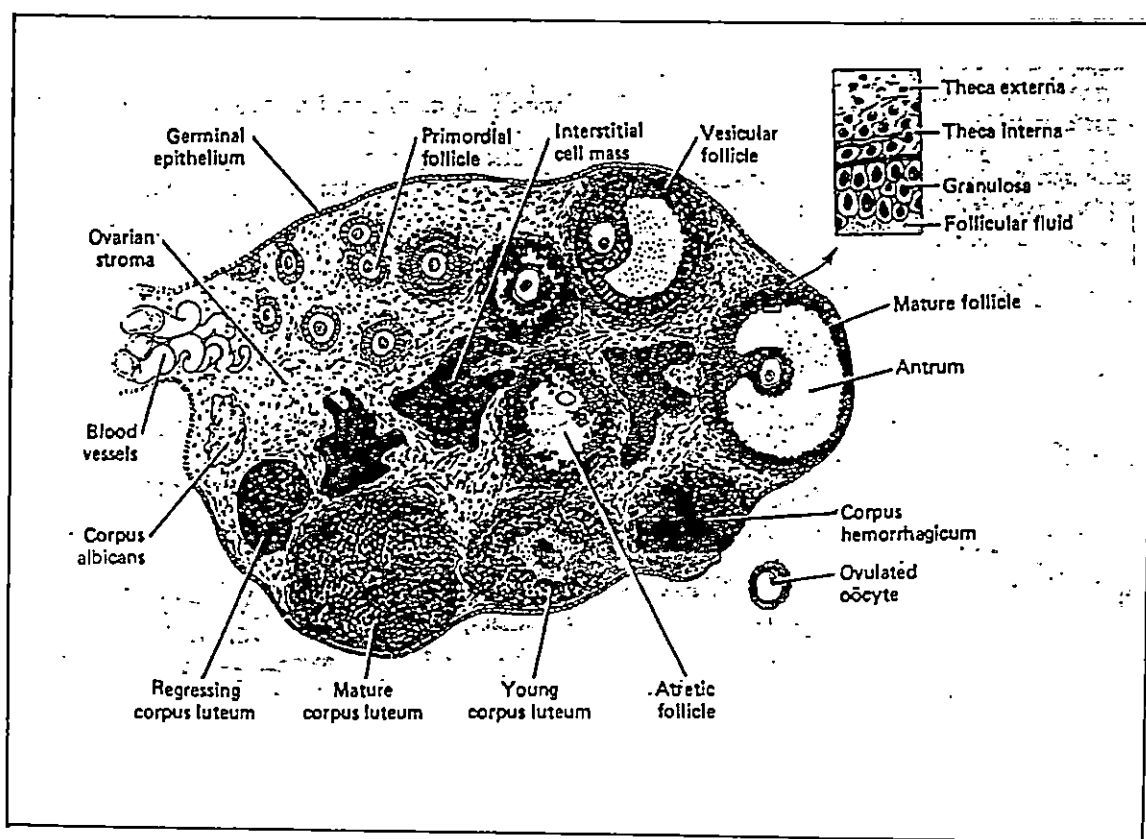 Theca externa
Theca interna
Granulosa
Follicular fluid
Germinal
epithelium
Primordial
follicle
Interstitial
cell mass
Vesicular
follicle
Ovarian
stroma
Mature follicle
Antrum
Blood
vessels
Corpus
albicans
Corpus
hemorrhagicum
Ovulated
oocyte
Regressing
corpus luteum
Mature
corpus luteum
Young
corpus luteum
Atretic
follicle